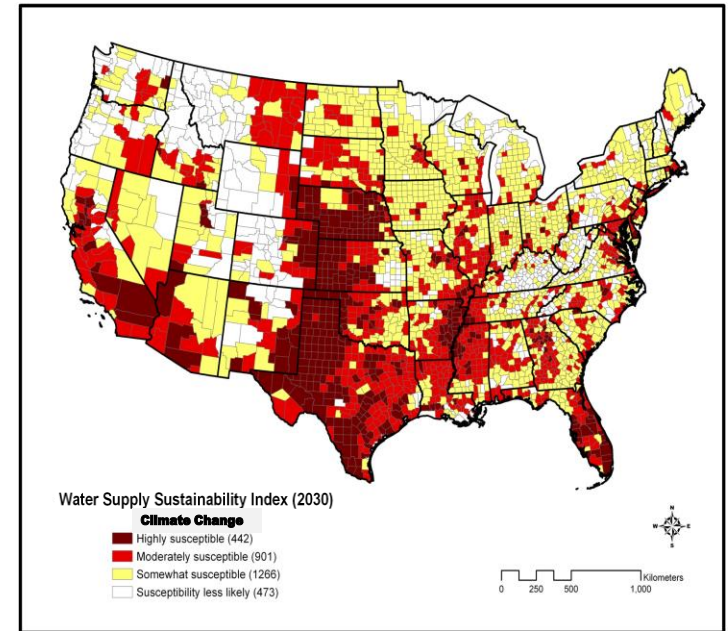 Water Supply Sustainability Index (2030)
Climate Change
Highly susceptible (442)
Moderately susceptible (901)
Somewhat susceptible (1266)
Susceptibility less likely (473)
N
W E
S
Kilometers
0 250 500 1,000